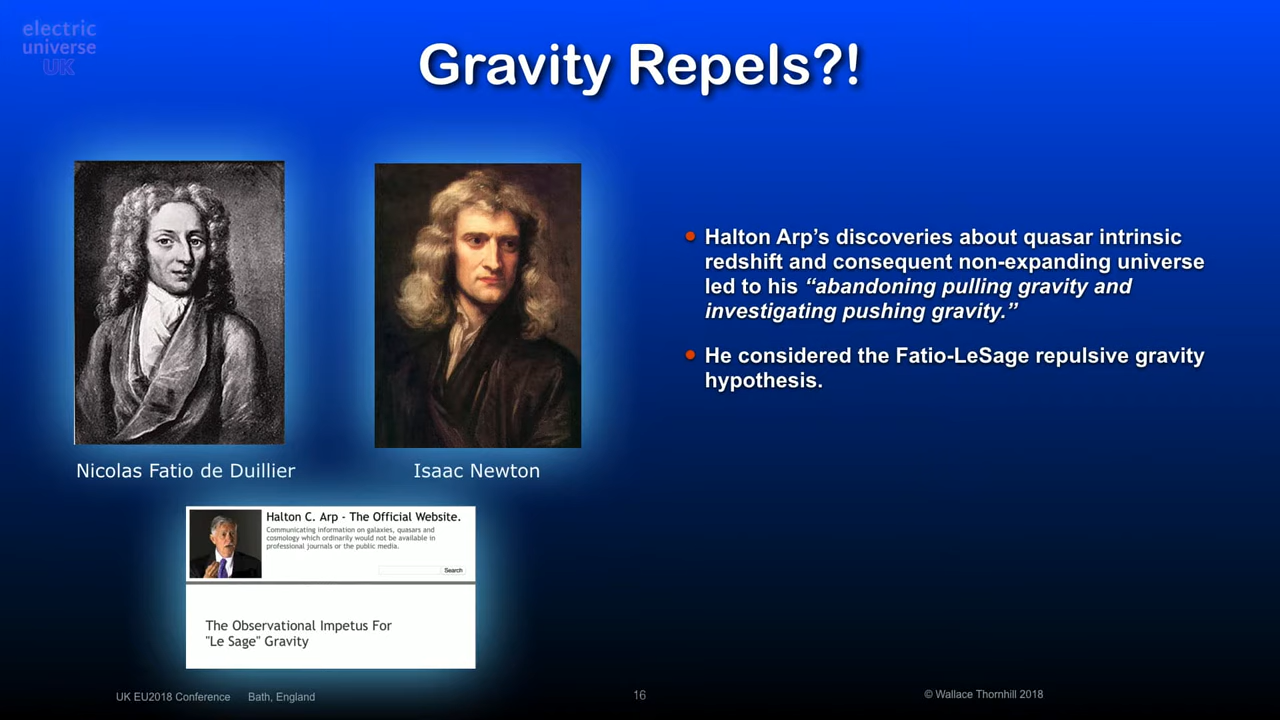 electric
universe
UK
Gravity Repels?!
• Halton Arp’s discoveries about quasar intrinsic
redshift and consequent non-expanding universe
led to his “abandoning pulling gravity and
investigating pushing gravity.”
• He considered the Fatio-LeSage repulsive gravity
hypothesis.
Nicolas Fatio de Duillier
Isaac Newton
Halton C. Arp - The Official Website.
Communicating information on galaxies, quasars and
cosmology which ordinarily would not be available in
professional journals or the public media.
Search
The Observational Impetus For
"Le Sage" Gravity
UK EU2018 Conference Bath, England
16
© Wallace Thornhill 2018